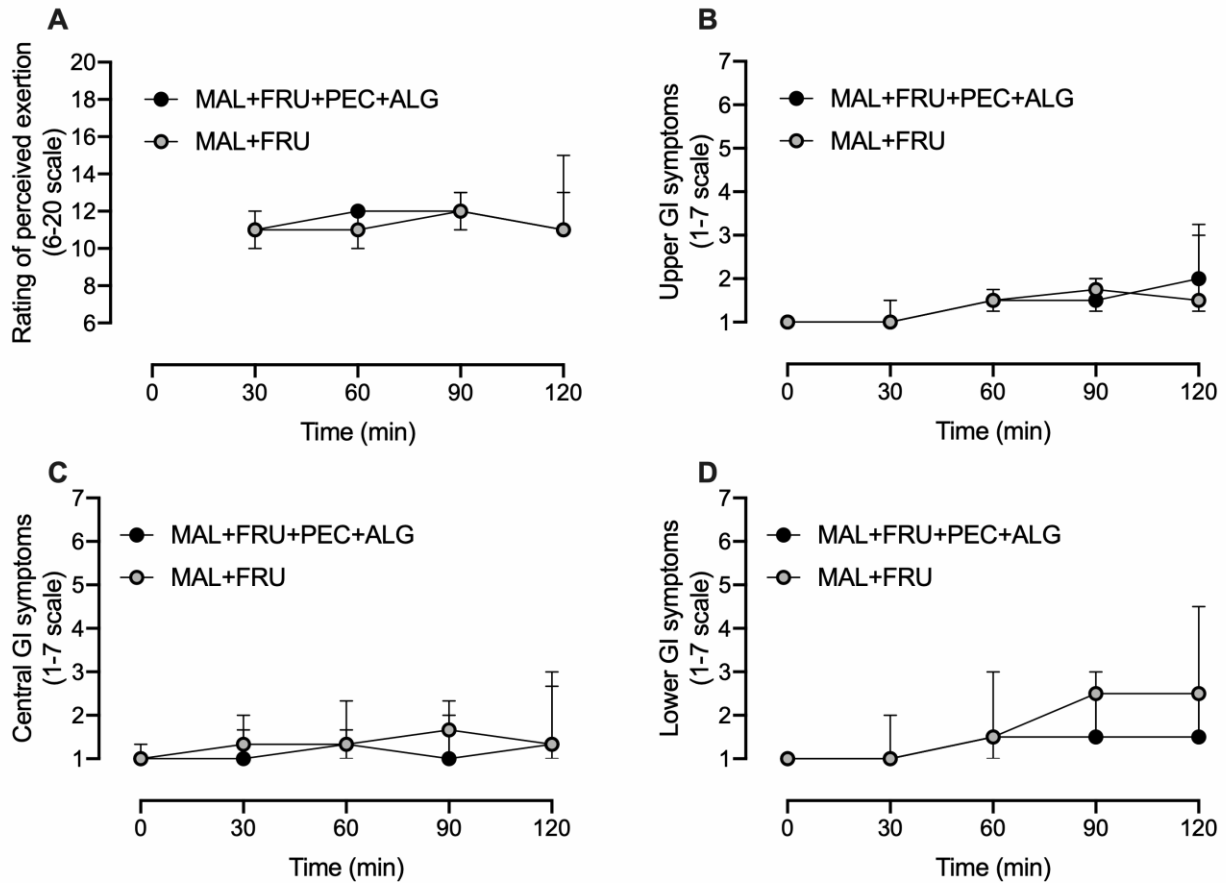 A
Rating of perceived exertion
(6-20 scale)
20
18
16
14
12
10
8
6
MAL+FRU+PEC+ALG
MAL+FRU
0 30 60 90 120
Time (min)
B
Upper GI symptoms
(1-7 scale)
7
6
5
4
3
2
1
MAL+FRU+PEC+ALG
MAL+FRU
0 30 60 90 120
Time (min)
C
Central GI symptoms
(1-7 scale)
7
6
5
4
3
2
1
MAL+FRU+PEC+ALG
MAL+FRU
0 30 60 90 120
Time (min)
D
Lower GI symptoms
(1-7 scale)
7
6
5
4
3
2
1
MAL+FRU+PEC+ALG
MAL+FRU
0 30 60 90 120
Time (min)